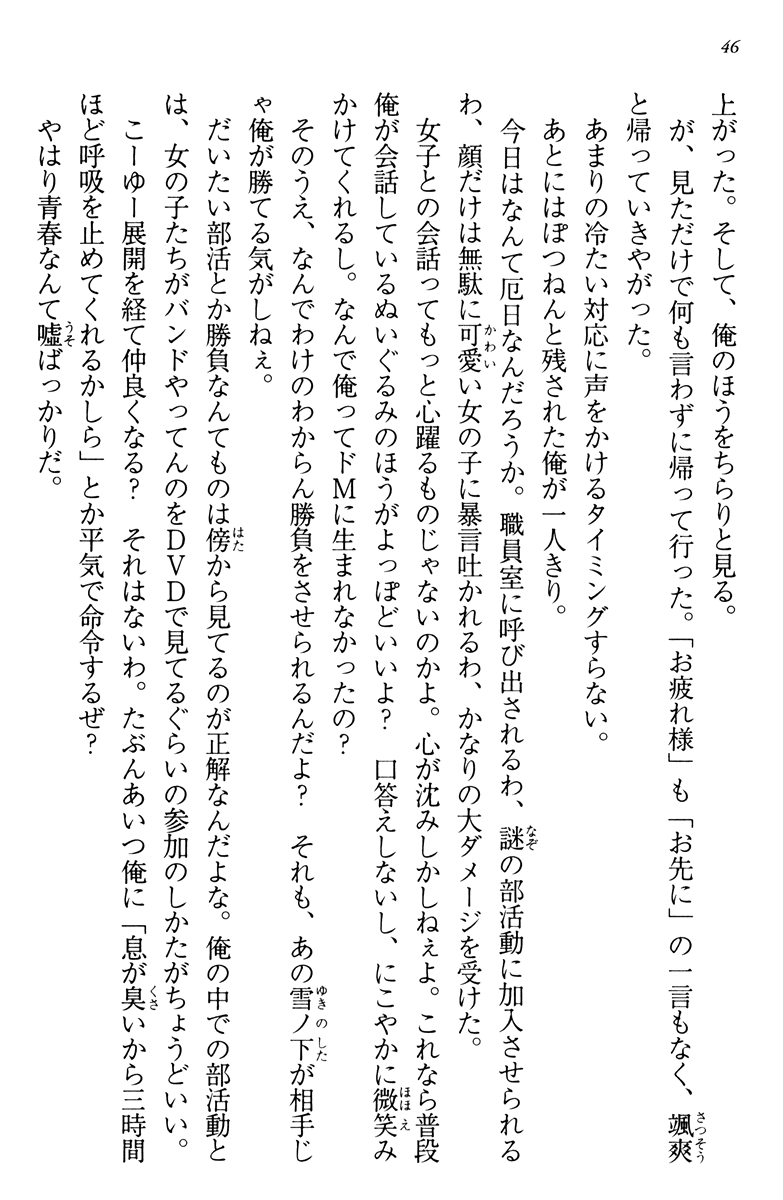 46
上がった。そして、俺のほうをちらりと見る。
が、見ただけで何も言わずに帰って行った。「お疲れ様」も「お先に」の一言もなく、颯爽
と帰っていきやがった。
あまりの冷たい対応に声をかけるタイミングすらない。
あとにはぽつねんと残された俺が一人きり。
今日はなんて厄日なんだろうか。職員室に呼び出されるわ、謎の部活動に加入させられる
わ、顔だけは無駄に可愛い女の子に暴言吐かれるわ、かなりの大ダメージを受けた。
女子との会話ってもっと心躍るものじゃないのかよ。心が沈みしかしねぇよ。これなら普段
俺が会話しているぬいぐるみのほうがよっぽどいいよ？　口答えしないし、にこやかに微笑み
かけてくれるし。なんで俺ってドMに生まれなかったの？
そのうえ、なんでわけのわからん勝負をさせられるんだよ？　それも、あの雪ノ下が相手じ
ゃ俺が勝てる気がしねぇ。
だいたい部活とか勝負なんてものは傍から見てるのが正解なんだよな。俺の中での部活動と
は、女の子たちがバンドやってんのをDVDで見てるぐらいの参加のしかたがちょうどいい。
こーゆー展開を経て仲良くなる？　それはないわ。たぶんあいつ俺に「息が臭いから三時間
ほど呼吸を止めてくれるかしら」とか平気で命令するぜ？
やはり青春なんて嘘ばっかりだ。